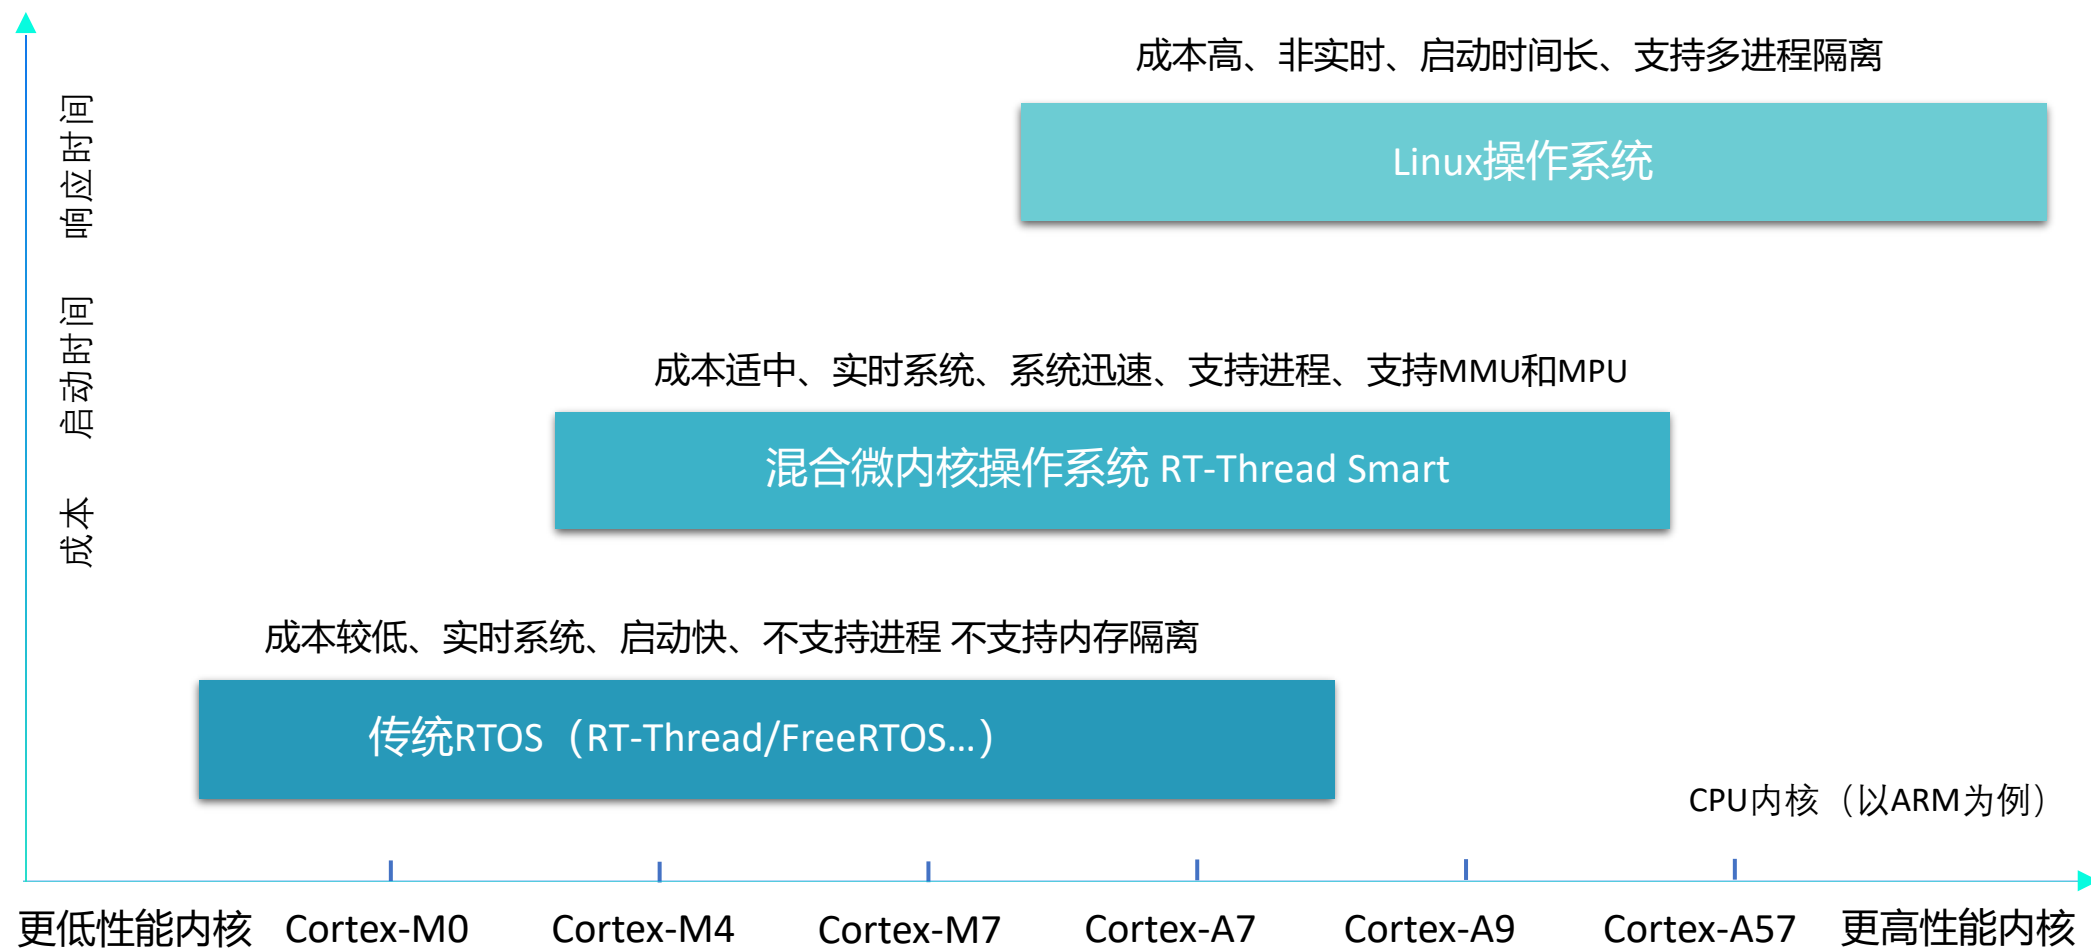 成本高、非实时、启动时间长、支持多进程隔离
Linux操作系统
响应时间
启动时间
成本
成本适中、实时系统、系统迅速、支持进程、支持MMU和MPU
混合微内核操作系统 RT-Thread Smart
成本较低、实时系统、启动快、不支持进程 不支持内存隔离
传统RTOS（RT-Thread/FreeRTOS...）
CPU内核（以ARM为例）
更低性能内核 Cortex-M0 Cortex-M4 Cortex-M7 Cortex-A7 Cortex-A9 Cortex-A57 更高性能内核